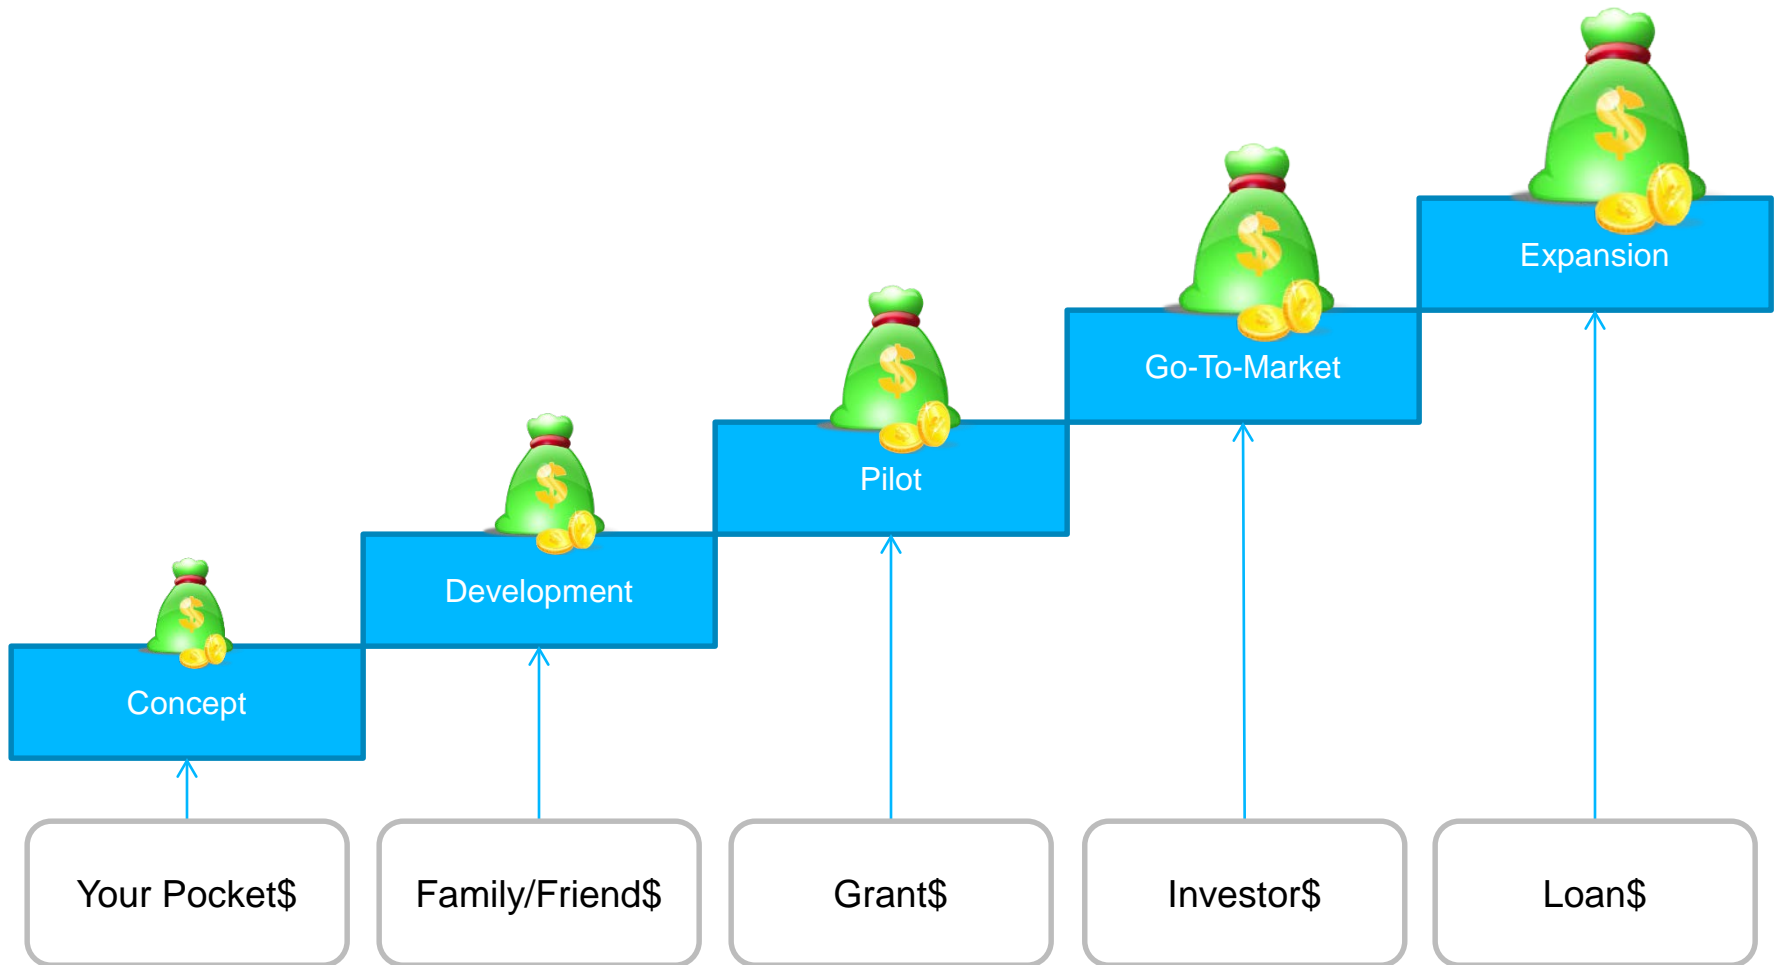 Expansion
Go-To-Market
Pilot
Development
Concept
Your Pocket$
Family/Friend$
Grant$
Investor$
Loan$